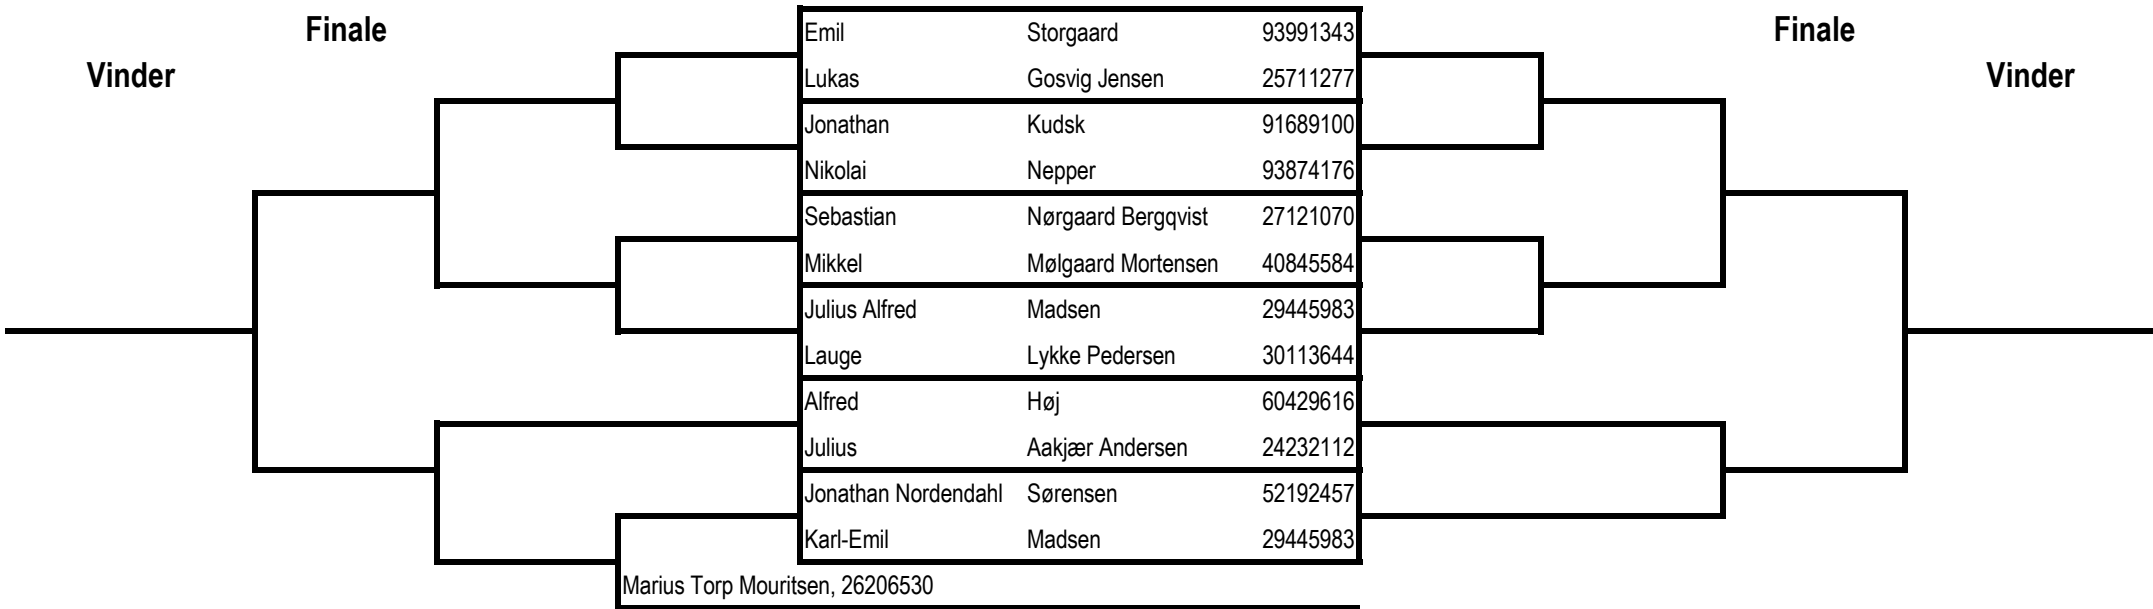 Finale Finale
Vinder Vinder
Emil Storgaard 93991343
Lukas Gosvig Jensen 25711277
Jonathan Kudsk 91689100
Nikolai Nepper 93874176
Sebastian Nørgaard Bergqvist 27121070
Mikkel Mølgaard Mortensen 40845584
Julius Alfred Madsen 29445983
Lauge Lykke Pedersen 30113644
Alfred Høj 60429616
Julius Aakjær Andersen 24232112
Jonathan Nordendahl Sørensen 52192457
Karl-Emil Madsen 29445983
Marius Torp Mouritsen, 26206530